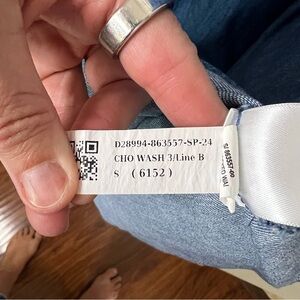 D28994-863557-SP-24
CHO WASH 3/Line B
S (6152)